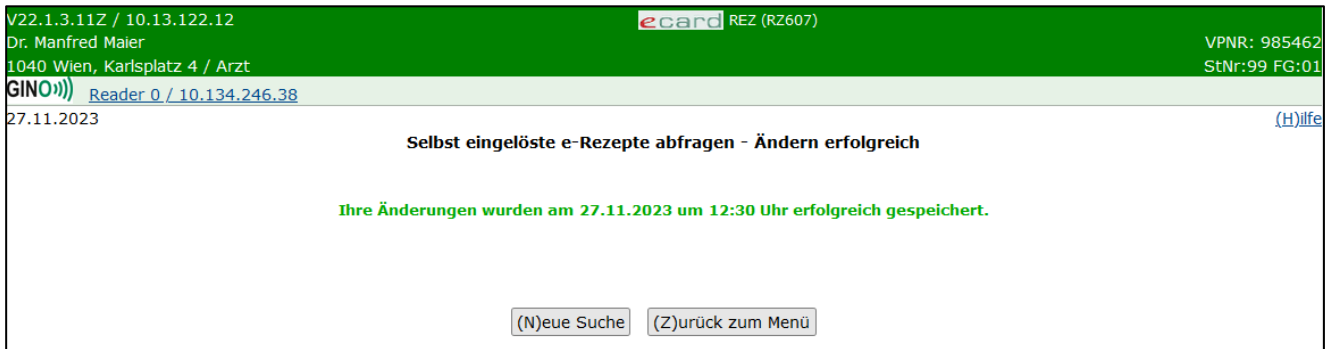 V22.1.3.11Z / 10.13.122.12 ecard REZ (RZ607)
Dr. Manfred Maier VPNR: 985462
1040 Wien, Karlsplatz 4 / Arzt StNr:99 FG:01
GINO Reader 0 / 10.134.246.38
27.11.2023 (H)ilfe
Selbst eingelöste e-Rezepte abfragen - Ändern erfolgreich
Ihre Änderungen wurden am 27.11.2023 um 12:30 Uhr erfolgreich gespeichert.
(N)eue Suche (Z)urück zum Menü